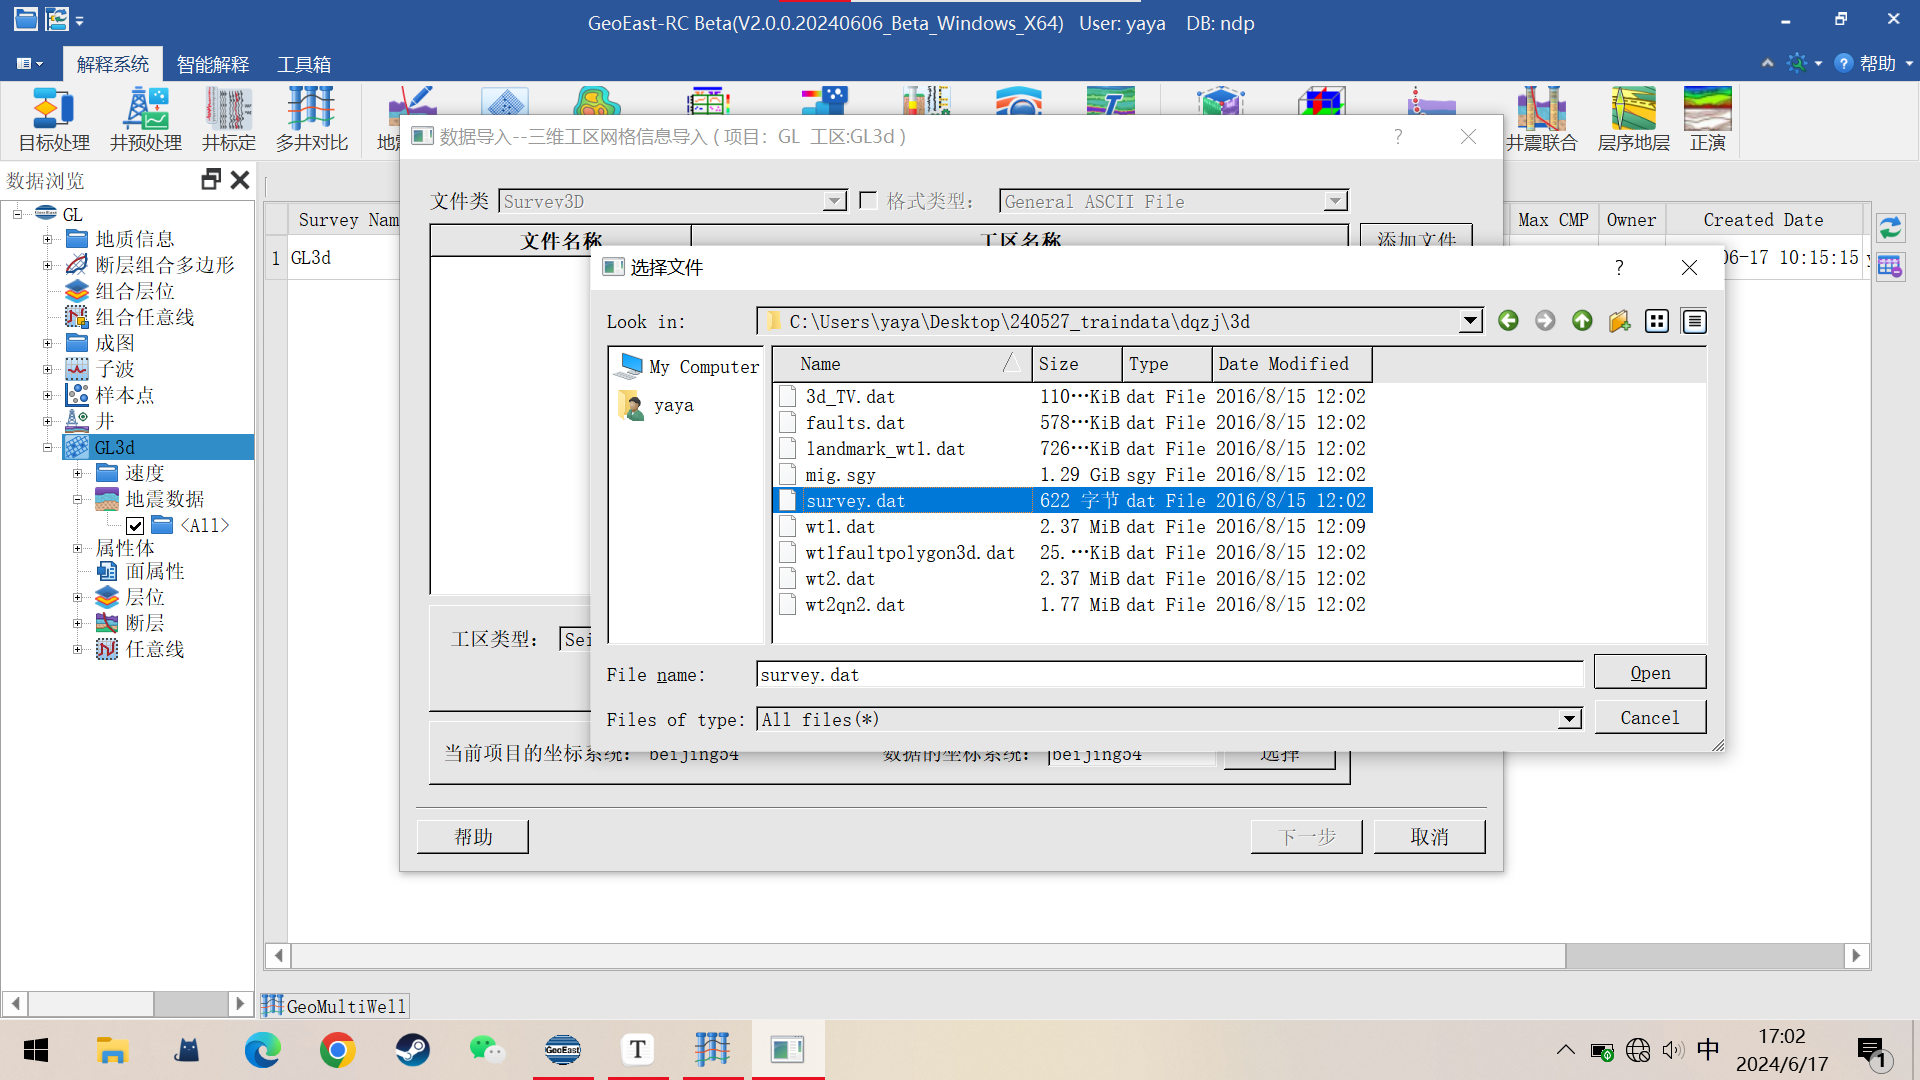 GeoEast-RC Beta(V2.0.0.20240606_Beta_Windows_X64) User: yaya DB: ndp
解释系统 智能解释 工具箱 帮助
目标处理 井预处理 井标定 多井对比 井震联合 层序地层 正演
数据浏览
GL
地质信息
断层组合多边形
组合层位
组合任意线
成图
子波
样本点
井
GL3d
速度
地震数据
<All>
属性体
面属性
层位
断层
任意线
Survey Nam Max CMP Owner Created Date
1 GL3d 06-17 10:15:15
数据导入--三维工区网格信息导入 ( 项目: GL 工区:GL3d )
文件类 Survey3D 格式类型: General ASCII File
文件名称 工区名称 添加文件
工区类型: Sei
当前项目的坐标系统: beijing54 数据的坐标系统: beijing54 选择
帮助 下一步 取消
选择文件
Look in: C:\Users\yaya\Desktop\240527_traindata\dqzj\3d
My Computer
yaya
Name Size Type Date Modified
3d_TV.dat 110···KiB dat File 2016/8/15 12:02
faults.dat 578···KiB dat File 2016/8/15 12:02
landmark_wt1.dat 726···KiB dat File 2016/8/15 12:02
mig.sgy 1.29 GiB sgy File 2016/8/15 12:02
survey.dat 622 字节 dat File 2016/8/15 12:02
wt1.dat 2.37 MiB dat File 2016/8/15 12:09
wt1faultpolygon3d.dat 25.···KiB dat File 2016/8/15 12:02
wt2.dat 2.37 MiB dat File 2016/8/15 12:02
wt2qn2.dat 1.77 MiB dat File 2016/8/15 12:02
File name: survey.dat Open
Files of type: All files(*) Cancel
GeoMultiWell
GeoEast
T
中
17:02
2024/6/17
1